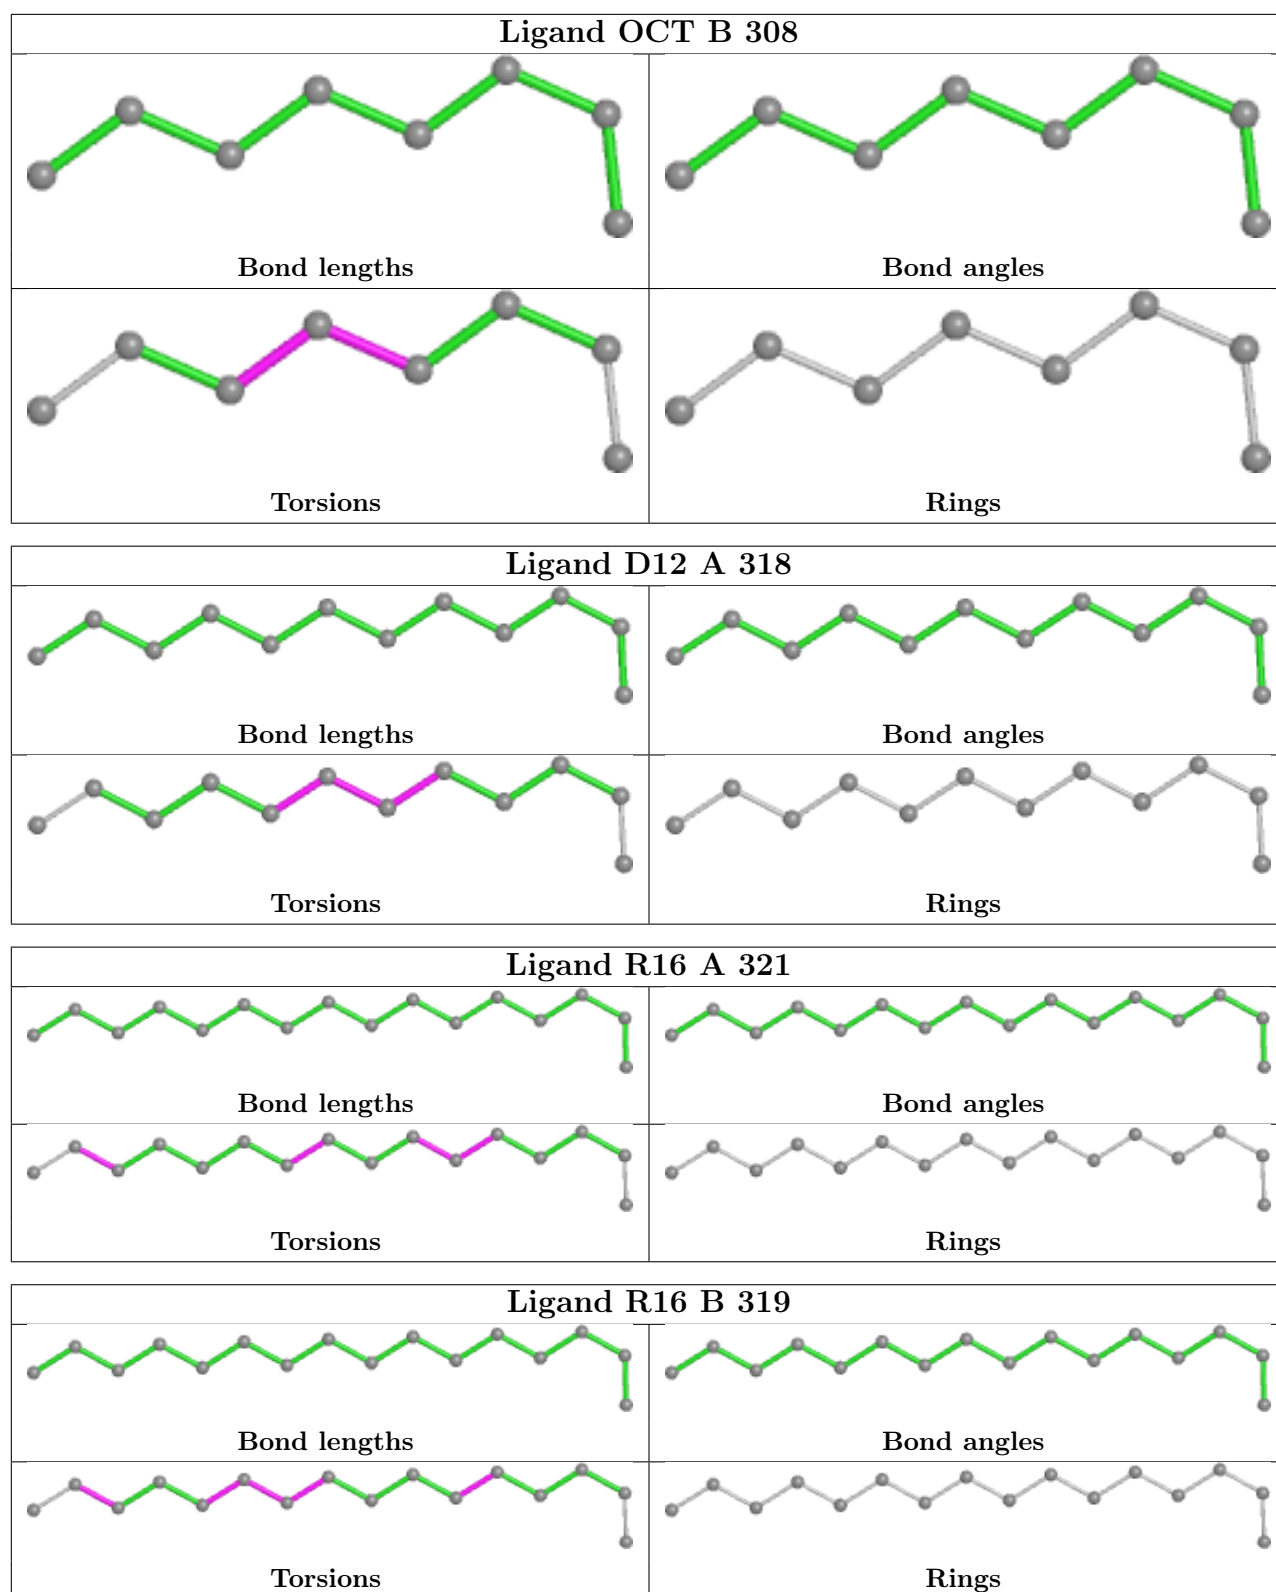 Ligand OCT B 308
Bond lengths
Bond angles
Torsions
Rings
Ligand D12 A 318
Bond lengths
Bond angles
Torsions
Rings
Ligand R16 A 321
Bond lengths
Bond angles
Torsions
Rings
Ligand R16 B 319
Bond lengths
Bond angles
Torsions
Rings